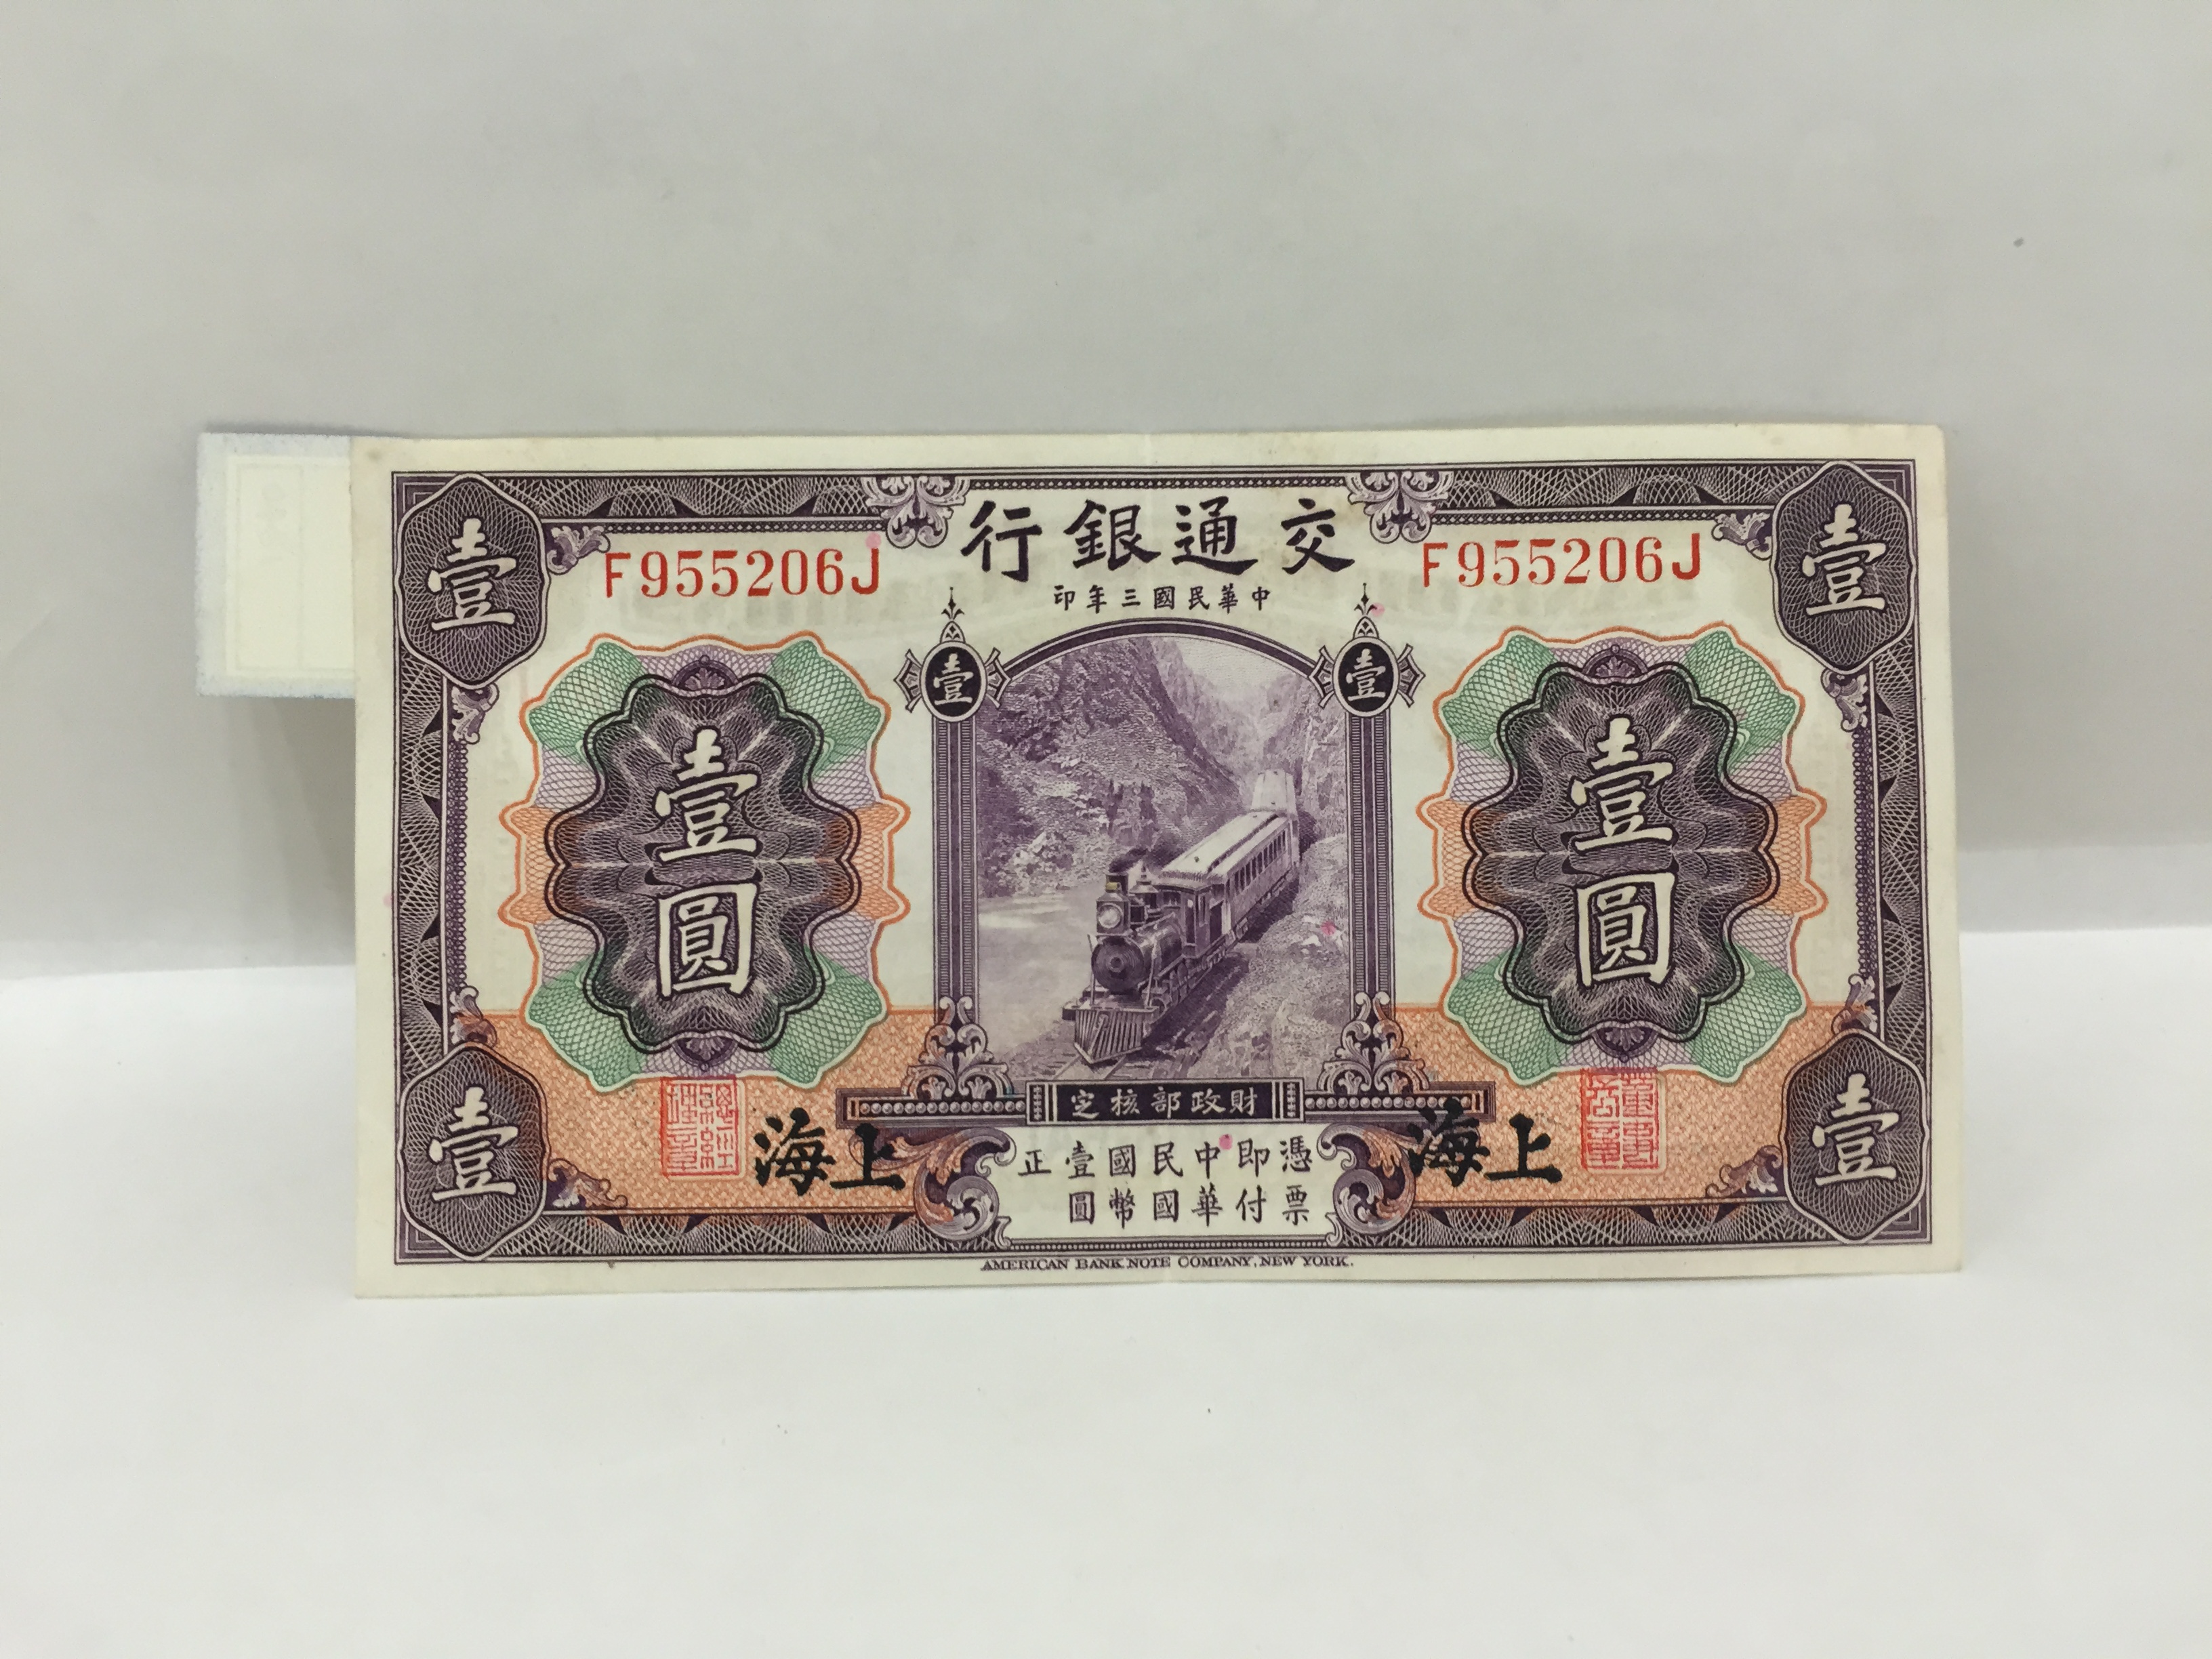 交通銀行
中華民國三年印
F955206J
F955206J
壹
壹
壹
壹
壹圓
壹圓
財政部核定
上海
上海
憑票
即付
中華
民國
國幣
壹圓
正
壹
壹
AMERICAN BANK NOTE COMPANY, NEW YORK.